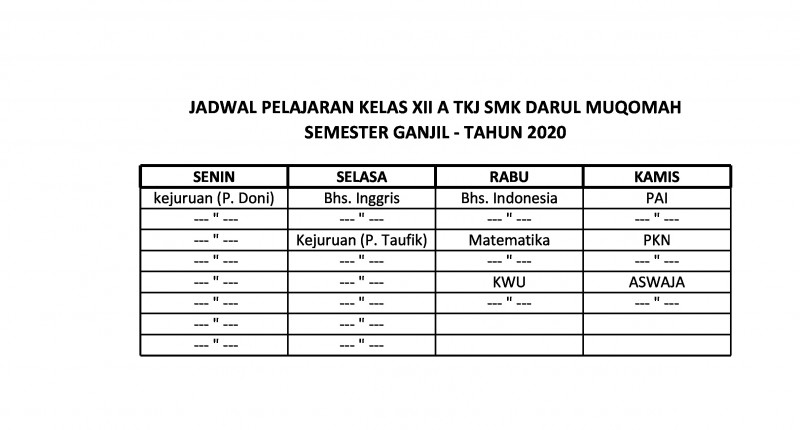 JADWAL PELAJARAN KELAS XII A TKJ SMK DARUL MUQOMAH
SEMESTER GANJIL - TAHUN 2020
SENIN SELASA RABU KAMIS
kejuruan (P. Doni) Bhs. Inggris Bhs. Indonesia PAI
--- " --- --- " --- --- " --- --- " ---
--- " --- Kejuruan (P. Taufik) Matematika PKN
--- " --- --- " --- --- " --- --- " ---
--- " --- --- " --- KWU ASWAJA
--- " --- --- " --- --- " --- --- " ---
--- " --- --- " ---
--- " --- --- " ---